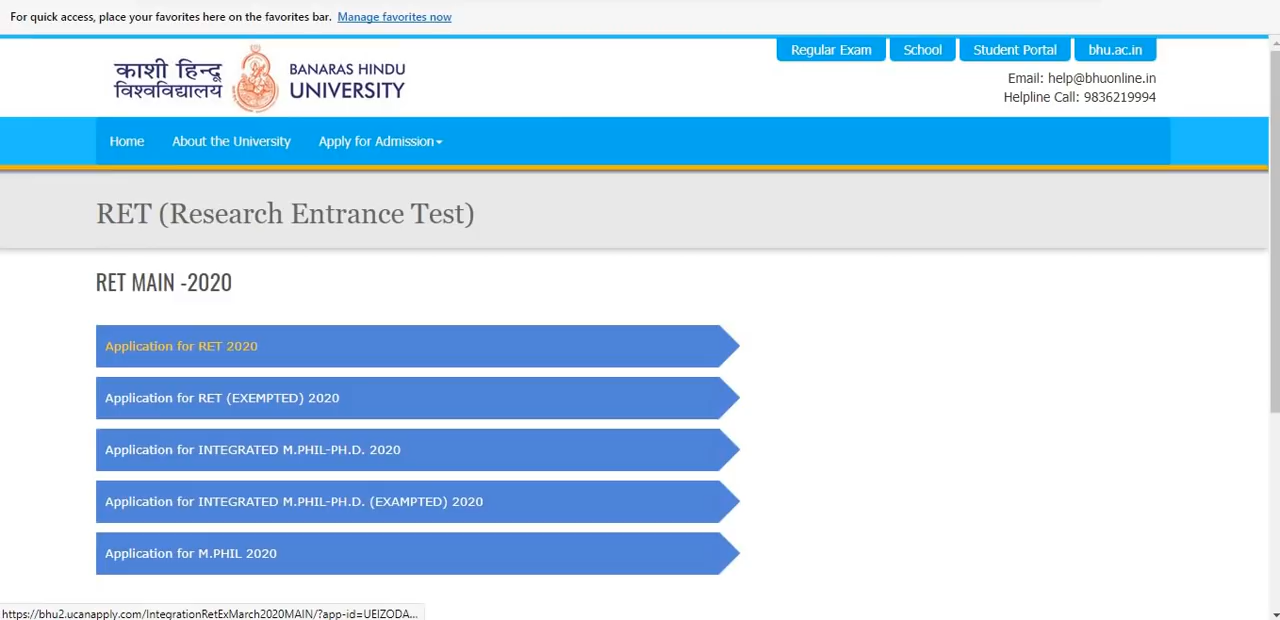 For quick access, place your favorites here on the favorites bar. Manage favorites now
Regular Exam School Student Portal bhu.ac.in
काशी हिन्दू
विश्वविद्यालय
BANARAS HINDU
UNIVERSITY
Email: help@bhuonline.in
Helpline Call: 9836219994
Home About the University Apply for Admission
RET (Research Entrance Test)
RET MAIN -2020
Application for RET 2020
Application for RET (EXEMPTED) 2020
Application for INTEGRATED M.PHIL-PH.D. 2020
Application for INTEGRATED M.PHIL-PH.D. (EXAMPTED) 2020
Application for M.PHIL 2020
https://bhu2.ucanapply.com/IntegrationRetExMarch2020MAIN/?app-id=UEIZODA...